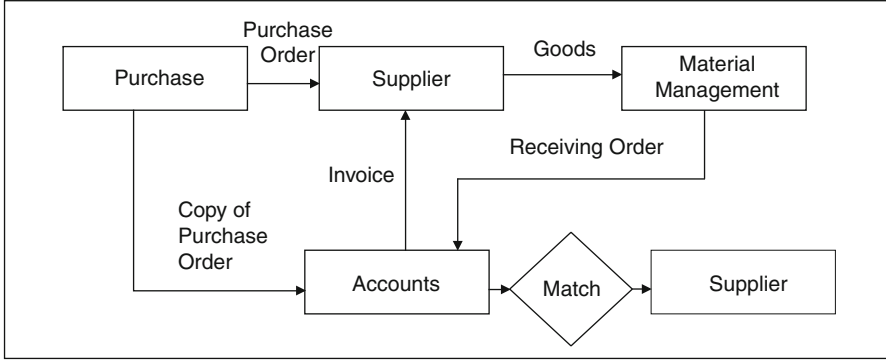 Purchase
Order
Goods
Purchase
Supplier
Material
Management
Receiving Order
Invoice
Copy of
Purchase
Order
Accounts
Match
Supplier